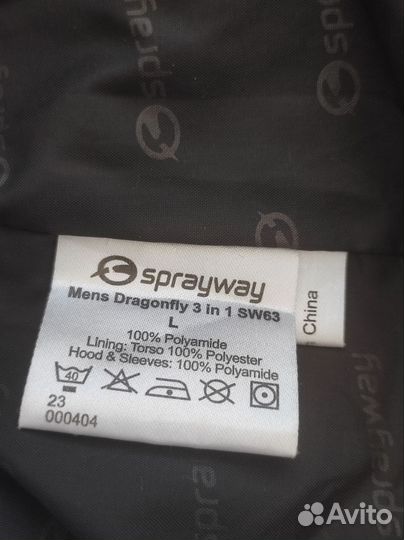 sprayway
sprayway
Mens Dragonfly 3 in 1 SW63
L
100% Polyamide
Lining: Torso 100% Polyester
Hood & Sleeves: 100% Polyamide
40
23
000404
China
spra
sprayway
Avito